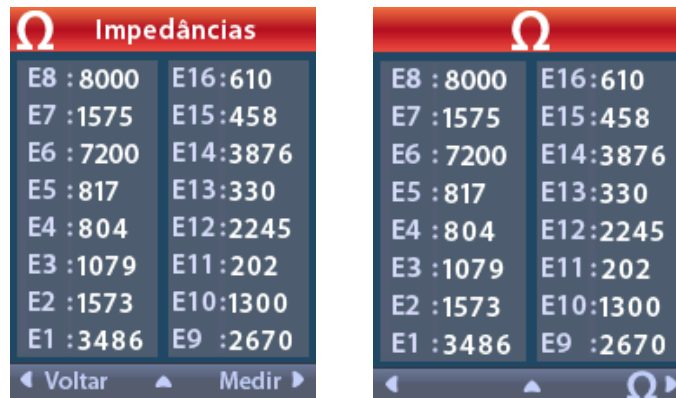 Ω Impedâncias
E8 : 8000 E16:610
E7 :1575 E15:458
E6 : 7200 E14:3876
E5 :817 E13:330
E4 :804 E12:2245
E3 :1079 E11:202
E2 :1573 E10:1300
E1 :3486 E9 :2670
Voltar Medir
Ω
E8 : 8000 E16:610
E7 :1575 E15:458
E6 : 7200 E14:3876
E5 :817 E13:330
E4 :804 E12:2245
E3 :1079 E11:202
E2 :1573 E10:1300
E1 :3486 E9 :2670
Ω